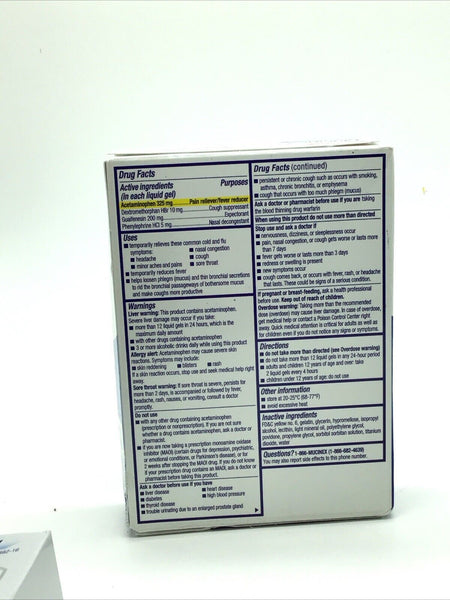 Drug Facts
Active ingredients Purposes
(in each liquid gel)
Acetaminophen 325 mg Pain reliever/fever reducer
Dextromethorphan HBr 10 mg Cough suppressant
Guaifenesin 200 mg Expectorant
Phenylephrine HCl 5 mg Nasal decongestant
Uses
■ temporarily relieves these common cold and flu
symptoms: ■ nasal congestion
■ headache ■ cough
■ minor aches and pains ■ sore throat
■ temporarily reduces fever
■ helps loosen phlegm (mucus) and thin bronchial secretions
to rid the bronchial passageways of bothersome mucus
and make coughs more productive
Warnings
Liver warning: This product contains acetaminophen.
Severe liver damage may occur if you take:
■ more than 12 liquid gels in 24 hours, which is the
maximum daily amount
■ with other drugs containing acetaminophen
■ 3 or more alcoholic drinks daily while using this product
Allergy alert: Acetaminophen may cause severe skin
reactions. Symptoms may include:
■ skin reddening ■ blisters ■ rash
If a skin reaction occurs, stop use and seek medical help right
away.
Sore throat warning: If sore throat is severe, persists for
more than 2 days, is accompanied or followed by fever,
headache, rash, nausea, or vomiting, consult a doctor
promptly.
Do not use
■ with any other drug containing acetaminophen
(prescription or nonprescription). If you are not sure
whether a drug contains acetaminophen, ask a doctor or
pharmacist.
■ if you are now taking a prescription monoamine oxidase
inhibitor (MAOI) (certain drugs for depression, psychiatric,
or emotional conditions, or Parkinson's disease), or for
2 weeks after stopping the MAOI drug. If you do not know
if your prescription drug contains an MAOI, ask a doctor or
pharmacist before taking this product.
Ask a doctor before use if you have
■ liver disease ■ heart disease
■ diabetes ■ high blood pressure
■ thyroid disease
■ trouble urinating due to an enlarged prostate gland
Drug Facts (continued)
■ persistent or chronic cough such as occurs with smoking,
asthma, chronic bronchitis, or emphysema
■ cough that occurs with too much phlegm (mucus)
Ask a doctor or pharmacist before use if you are taking
the blood thinning drug warfarin
When using this product do not use more than directed
Stop use and ask a doctor if
■ nervousness, dizziness, or sleeplessness occur
■ pain, nasal congestion, or cough gets worse or lasts more
than 7 days
■ fever gets worse or lasts more than 3 days
■ redness or swelling is present
■ new symptoms occur
■ cough comes back, or occurs with fever, rash, or headache
that lasts. These could be signs of a serious condition.
If pregnant or breast-feeding, ask a health professional
before use. Keep out of reach of children.
Overdose warning: Taking more than the recommended
dose (overdose) may cause liver damage. In case of overdose,
get medical help or contact a Poison Control Center right
away. Quick medical attention is critical for adults as well as
for children even if you do not notice any signs or symptoms.
Directions
■ do not take more than directed (see Overdose warning)
■ do not take more than 12 liquid gels in any 24-hour period
■ adults and children 12 years of age and over: take
2 liquid gels every 4 hours
■ children under 12 years of age: do not use
Other information
■ store at 20-25°C (68-77°F)
■ avoid excessive heat
Inactive ingredients
FD&C yellow no. 6, gelatin, glycerin, hypromellose, isopropyl
alcohol, lecithin, light mineral oil, polyethylene glycol,
povidone, propylene glycol, sorbitol sorbitan solution, titanium
dioxide, water
Questions? 1-866-MUCINEX (1-866-682-4639)
You may also report side effects to this phone number.